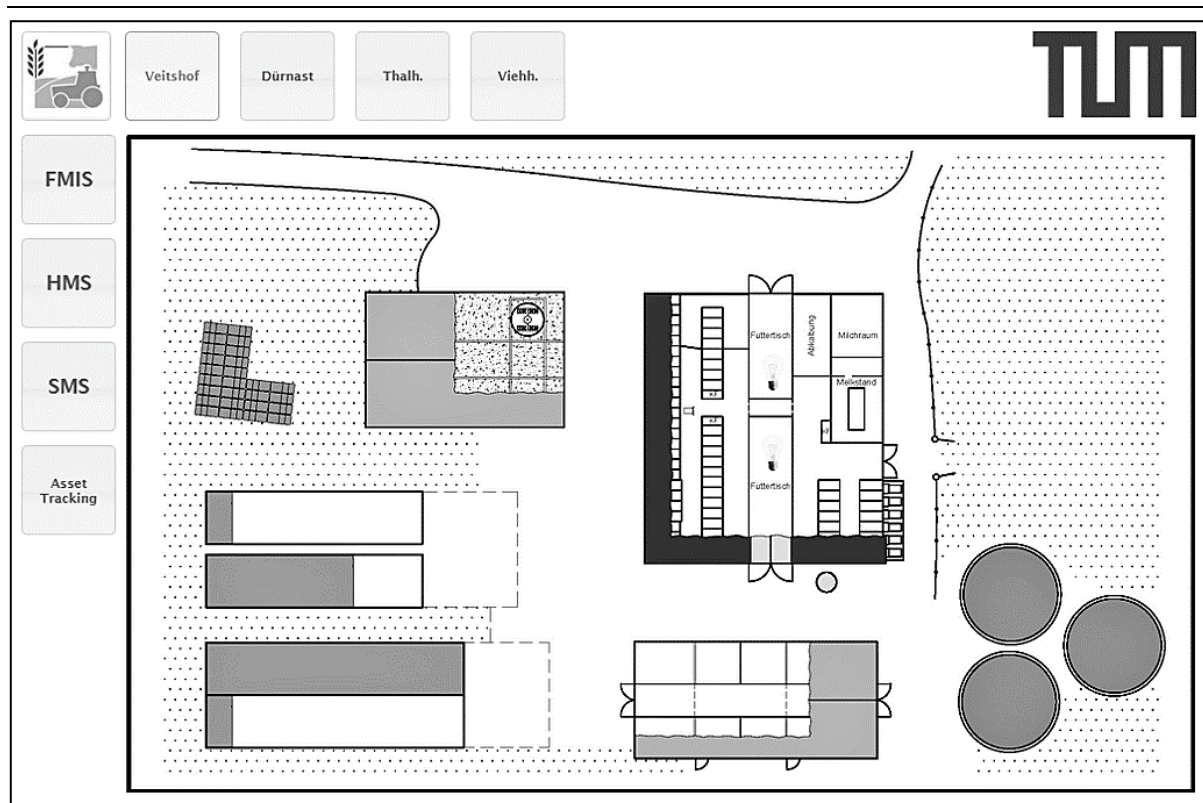 Veitshof
Dürnast
Thalh.
Viehh.
TUM
FMIS
HMS
SMS
Asset
Tracking
Futtertisch
Abkalbung
Milchraum
Melkstand
Futtertisch